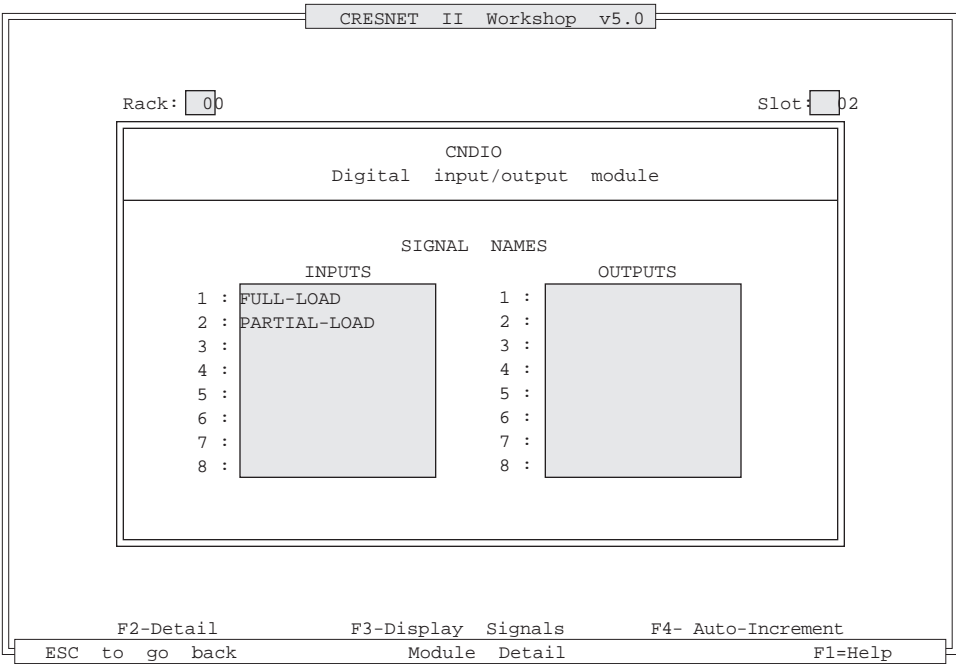 CRESNET II Workshop v5.0
Rack: 00 Slot: 02
CNDIO
Digital input/output module
SIGNAL NAMES
INPUTS OUTPUTS
1 : FULL-LOAD 1 :
2 : PARTIAL-LOAD 2 :
3 : 3 :
4 : 4 :
5 : 5 :
6 : 6 :
7 : 7 :
8 : 8 :
F2-Detail F3-Display Signals F4- Auto-Increment
ESC to go back Module Detail F1=Help